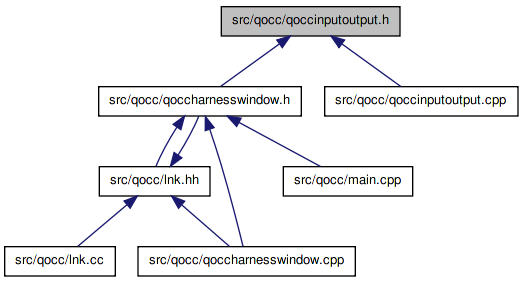 src/qocc/qoccinputoutput.h
src/qocc/qoccharnesswindow.h
src/qocc/qoccinputoutput.cpp
src/qocc/lnk.hh
src/qocc/main.cpp
src/qocc/lnk.cc
src/qocc/qoccharnesswindow.cpp